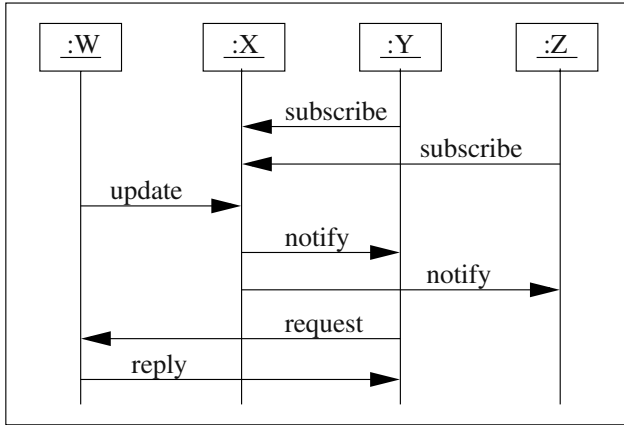 :W :X :Y :Z
subscribe
subscribe
update
notify
notify
request
reply